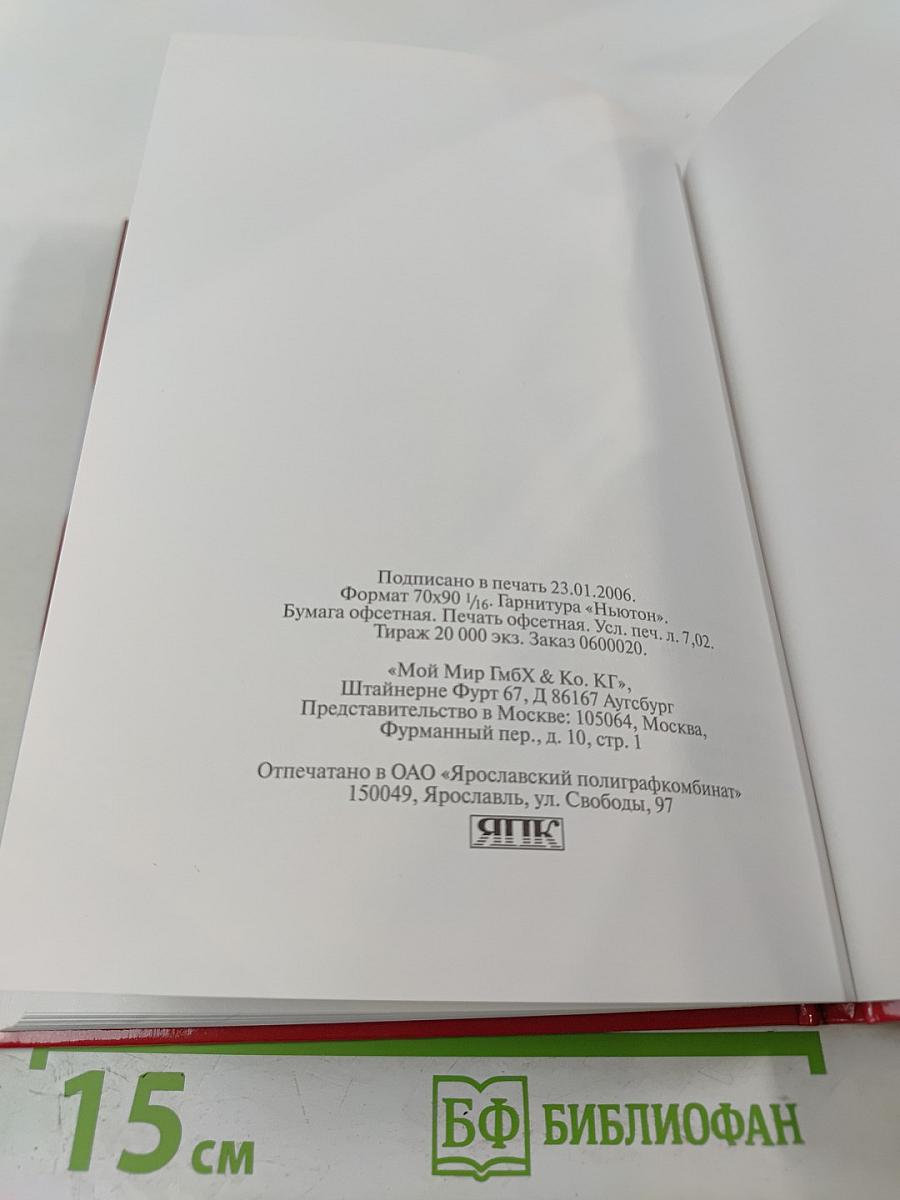 Подписано в печать 23.01.2006.
Формат 70х90 1/16. Гарнитура «Ньютон».
Бумага офсетная. Печать офсетная. Усл. печ. л. 7,02.
Тираж 20 000 экз. Заказ 0600020.
«Мой Мир ГмбХ & Ко. КГ»,
Штайнерне Фурт 67, Д 86167 Аугсбург
Представительство в Москве: 105064, Москва,
Фурманный пер., д. 10, стр. 1
Отпечатано в ОАО «Ярославский полиграфкомбинат»
150049, Ярославль, ул. Свободы, 97
ЯПК
15 см
БФ БИБЛИОФАН